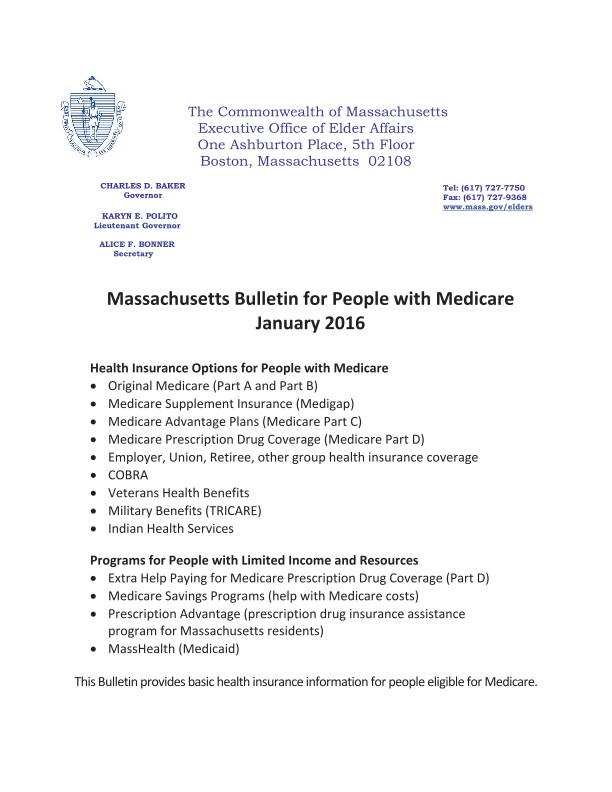 The Commonwealth of Massachusetts
Executive Office of Elder Affairs
One Ashburton Place, 5th Floor
Boston, Massachusetts 02108
CHARLES D. BAKER
Governor
KARYN E. POLITO
Lieutenant Governor
ALICE F. BONNER
Secretary
Tel: (617) 727-7750
Fax: (617) 727-9368
www.mass.gov/elders
Massachusetts Bulletin for People with Medicare
January 2016
Health Insurance Options for People with Medicare
• Original Medicare (Part A and Part B)
• Medicare Supplement Insurance (Medigap)
• Medicare Advantage Plans (Medicare Part C)
• Medicare Prescription Drug Coverage (Medicare Part D)
• Employer, Union, Retiree, other group health insurance coverage
• COBRA
• Veterans Health Benefits
• Military Benefits (TRICARE)
• Indian Health Services
Programs for People with Limited Income and Resources
• Extra Help Paying for Medicare Prescription Drug Coverage (Part D)
• Medicare Savings Programs (help with Medicare costs)
• Prescription Advantage (prescription drug insurance assistance
program for Massachusetts residents)
• MassHealth (Medicaid)
This Bulletin provides basic health insurance information for people eligible for Medicare.